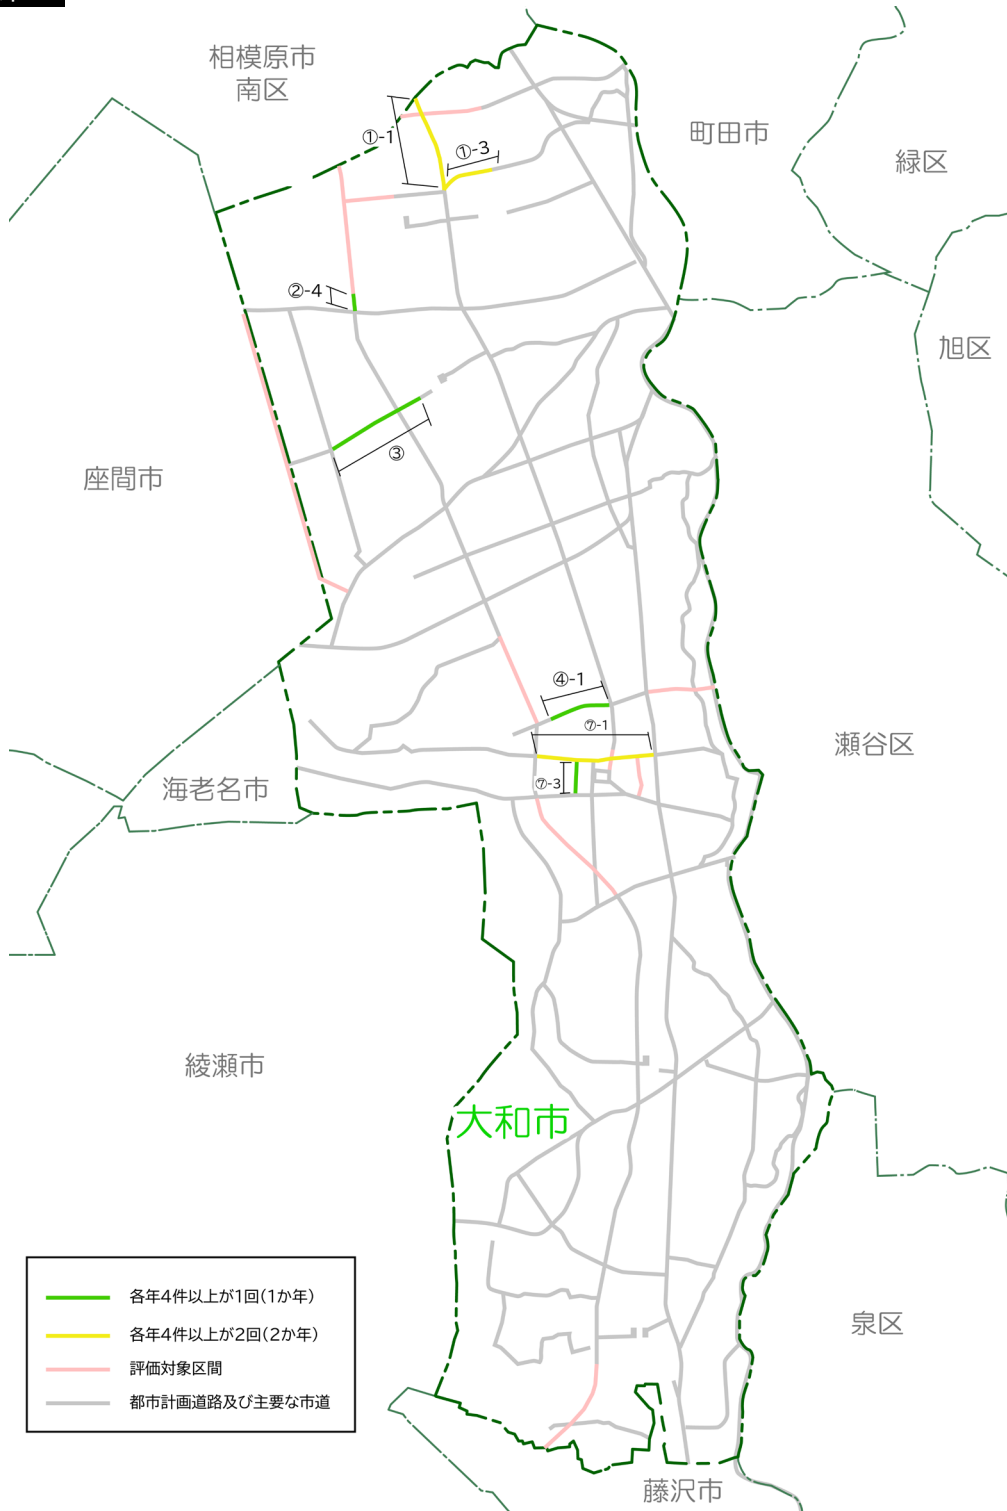 相模原市
南区
町田市
緑区
①-1
①-3
②-4
旭区
③
座間市
④-1
⑦-1
瀬谷区
⑦-3
海老名市
綾瀬市
大和市
泉区
各年4件以上が1回(1か年)
各年4件以上が2回(2か年)
評価対象区間
都市計画道路及び主要な市道
藤沢市